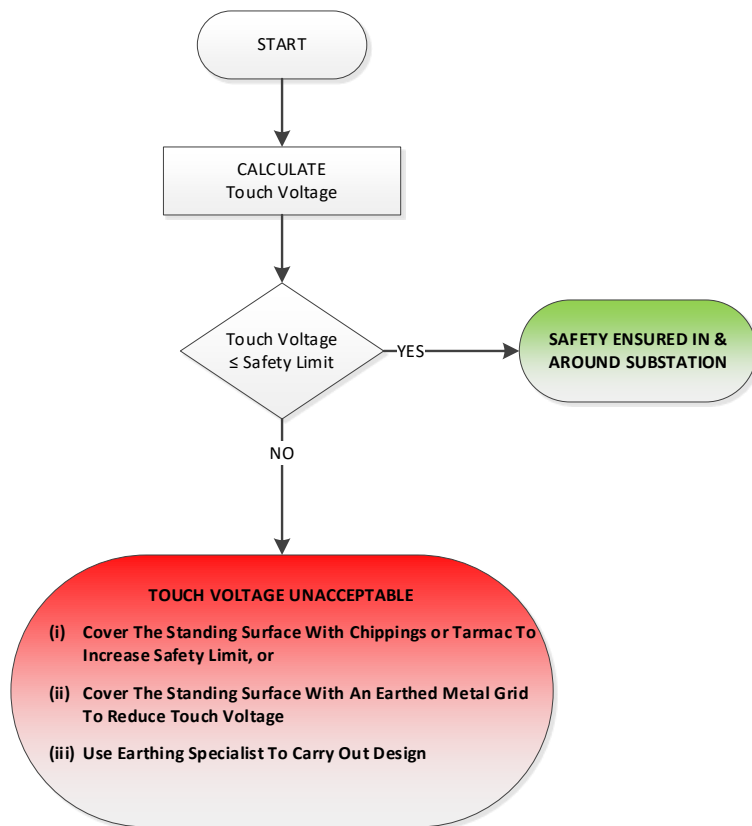 START
CALCULATE
Touch Voltage
Touch Voltage
≤ Safety Limit
YES
SAFETY ENSURED IN &
AROUND SUBSTATION
NO
TOUCH VOLTAGE UNACCEPTABLE
(i) Cover The Standing Surface With Chippings or Tarmac To
Increase Safety Limit, or
(ii) Cover The Standing Surface With An Earthed Metal Grid
To Reduce Touch Voltage
(iii) Use Earthing Specialist To Carry Out Design